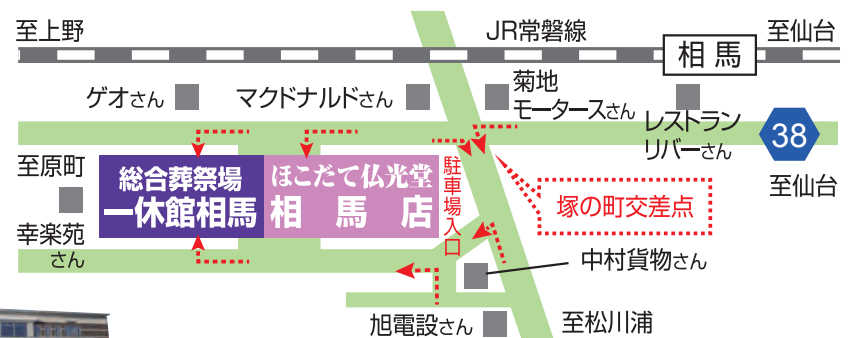 至上野
JR常磐線
相馬
至仙台
ゲオさん
マクドナルドさん
菊地
モータースさん
レストラン
リバーさん
38
至仙台
至原町
総合葬祭場
一休館相馬
ほこだて仏光堂
相馬店
駐車場入口
塚の町交差点
幸楽苑
さん
中村貨物さん
旭電設さん
至松川浦